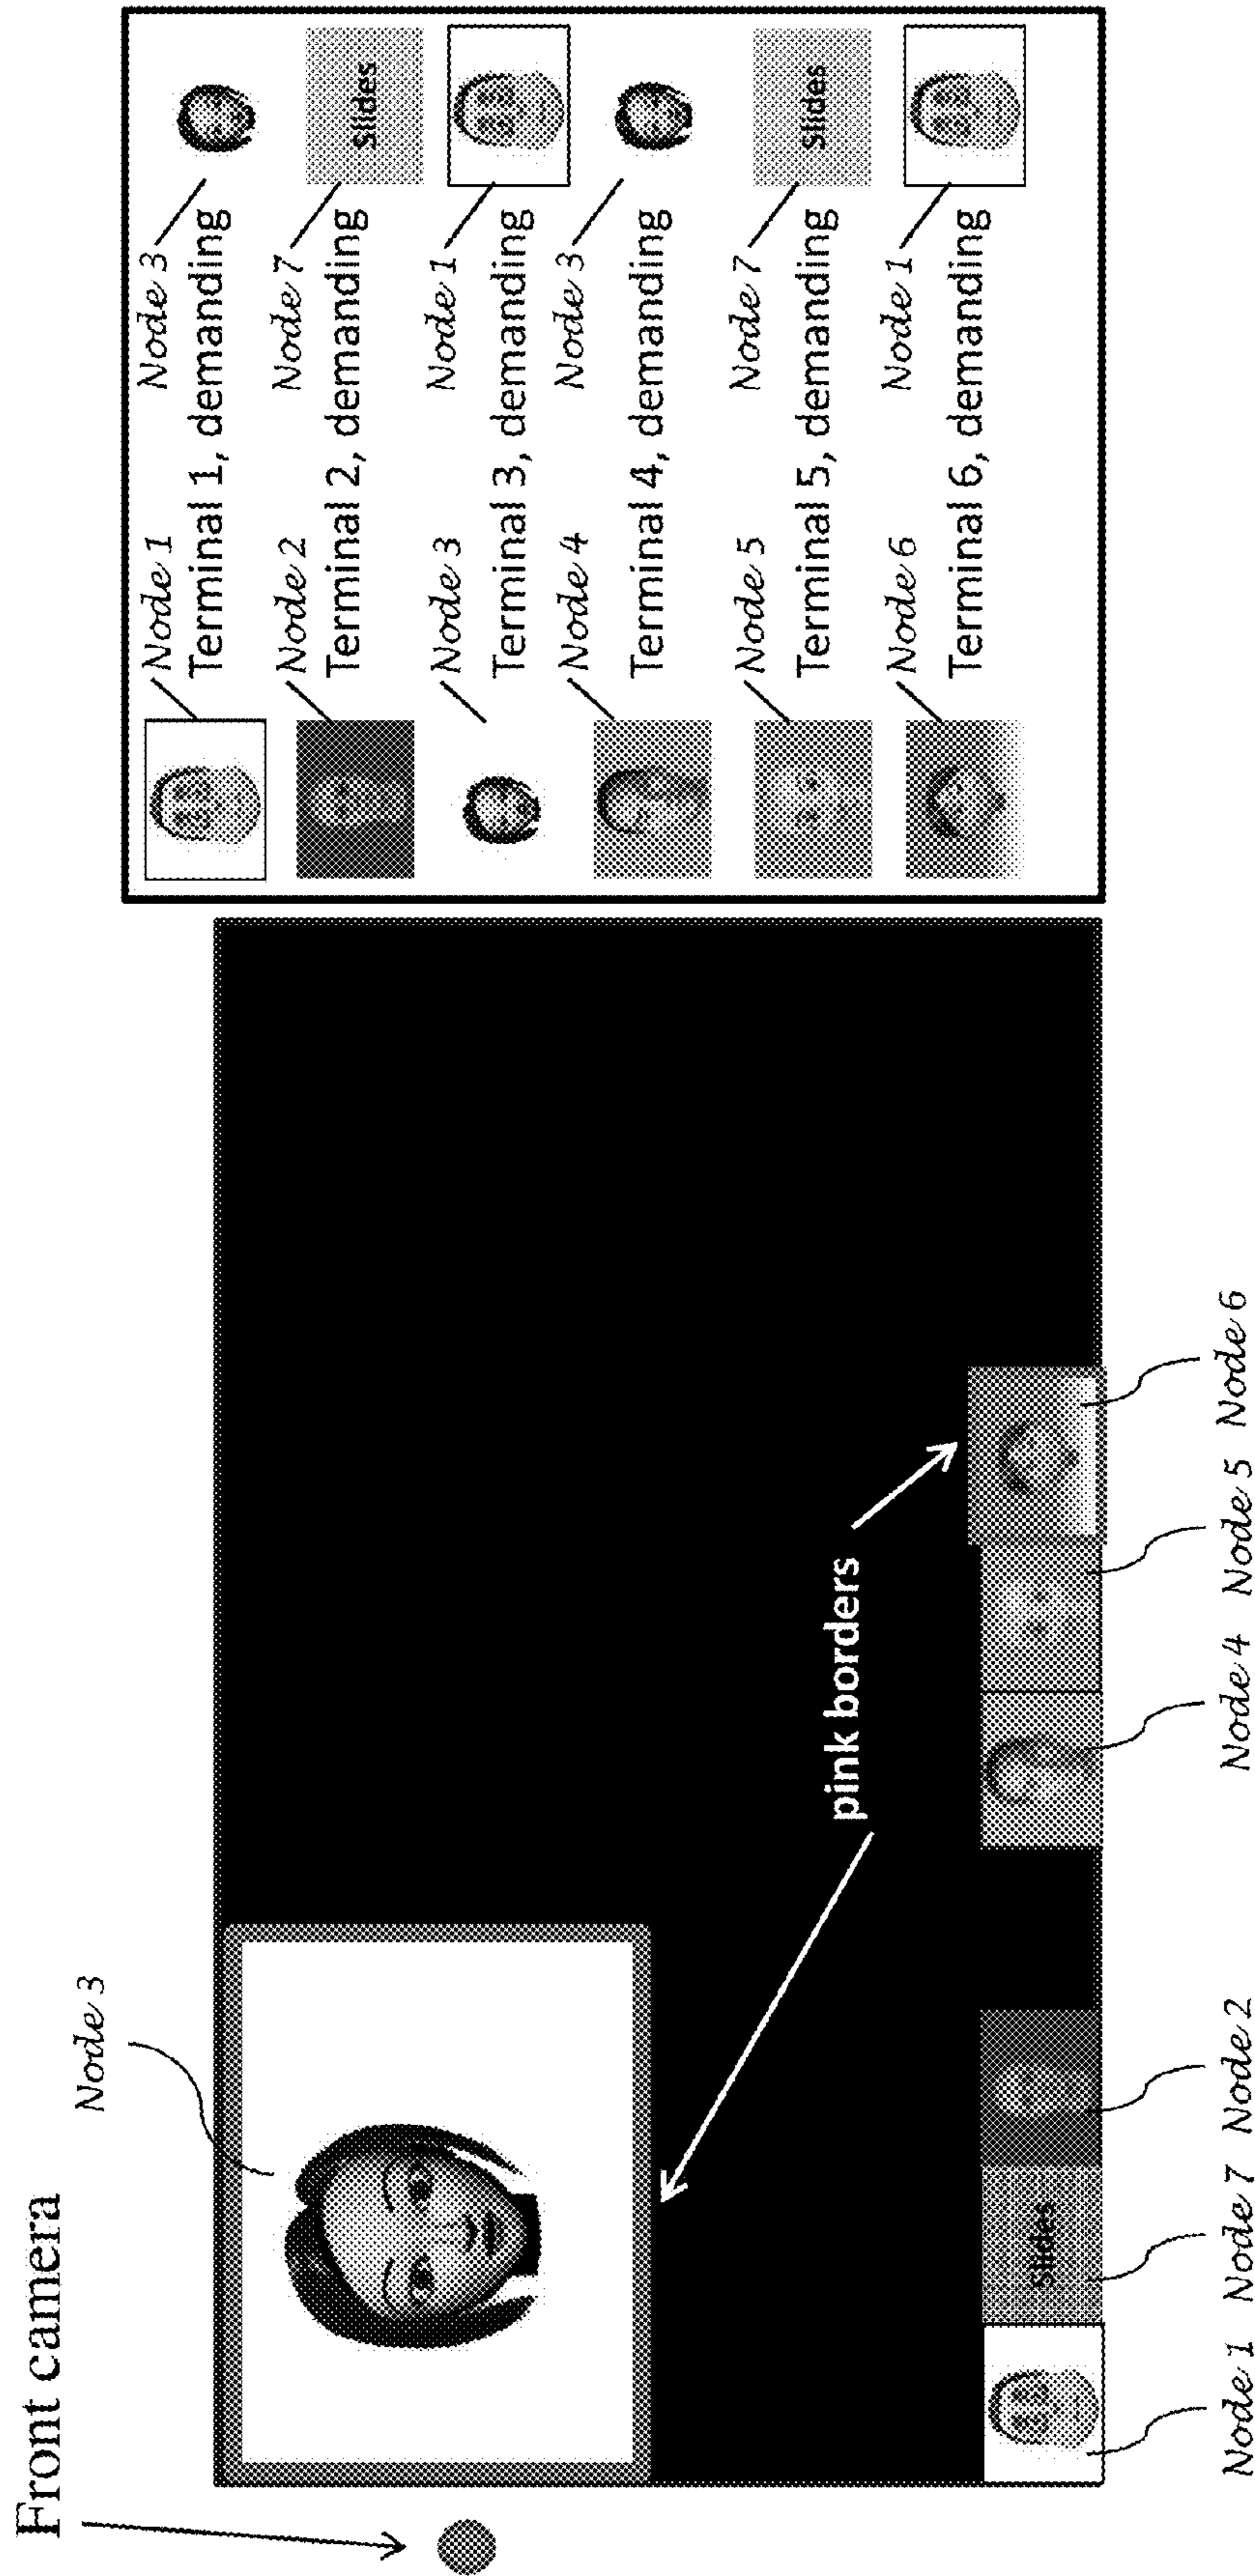 Front camera
Node 3
pink borders
Node 1
Node 7
Node 2
Node 4
Node 5
Node 6
Slides
Node 1
Node 3
Terminal 1, demanding
Node 2
Node 7
Terminal 2, demanding
Slides
Node 3
Node 1
Terminal 3, demanding
Node 4
Node 3
Terminal 4, demanding
Node 5
Node 7
Terminal 5, demanding
Slides
Node 6
Node 1
Terminal 6, demanding